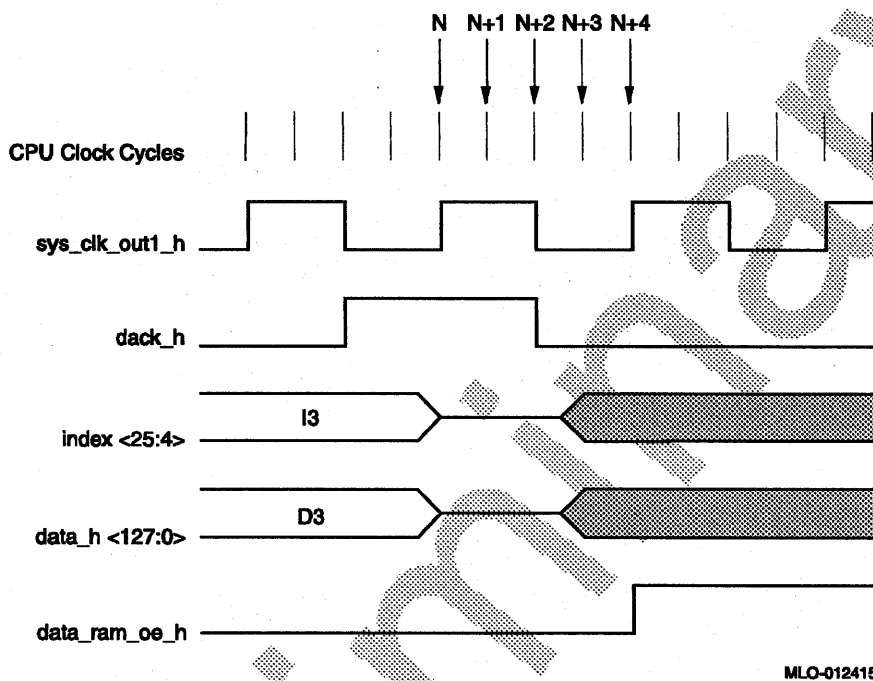 N N+1 N+2 N+3 N+4
CPU Clock Cycles
sys_clk_out1_h
dack_h
I3
index <25:4>
D3
data_h <127:0>
data_ram_oe_h
MLO-012415